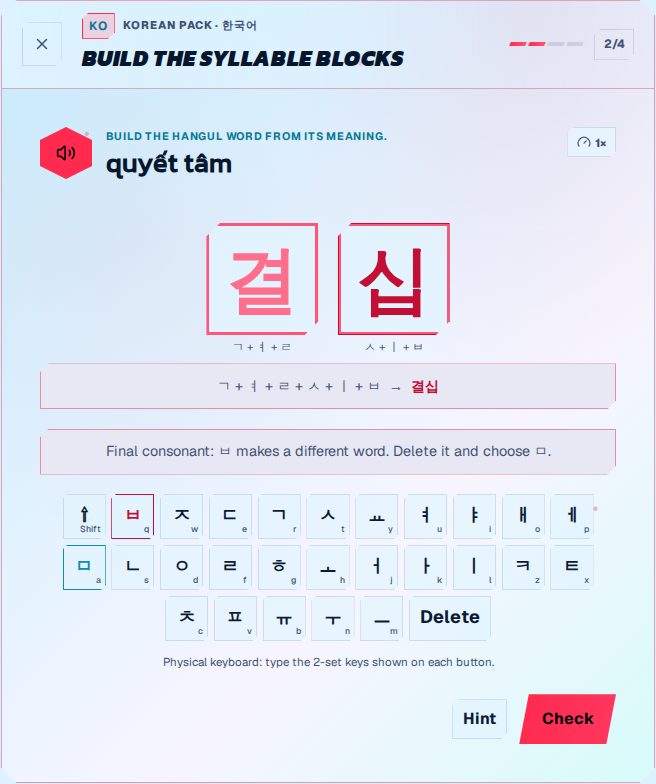 KO KOREAN PACK · 한국어
BUILD THE SYLLABLE BLOCKS
2/4
BUILD THE HANGUL WORD FROM ITS MEANING.
quyết tâm
1×
결 십
ㄱ + ㅕ + ㄹ ㅅ + ㅣ + ㅂ
ㄱ + ㅕ + ㄹ + ㅅ + ㅣ + ㅂ → 결십
Final consonant: ㅂ makes a different word. Delete it and choose ㅁ.
⇧ Shift ㅂ q ㅈ w ㄷ e ㄱ r ㅅ t ㅛ y ㅕ u ㅑ i ㅐ o ㅔ p
ㅁ a ㄴ s ㅇ d ㄹ f ㅎ g ㅗ h ㅓ j ㅏ k ㅣ l ㅋ z ㅌ x
ㅊ c ㅍ v ㅠ b ㅜ n ㅡ m Delete
Physical keyboard: type the 2-set keys shown on each button.
Hint Check